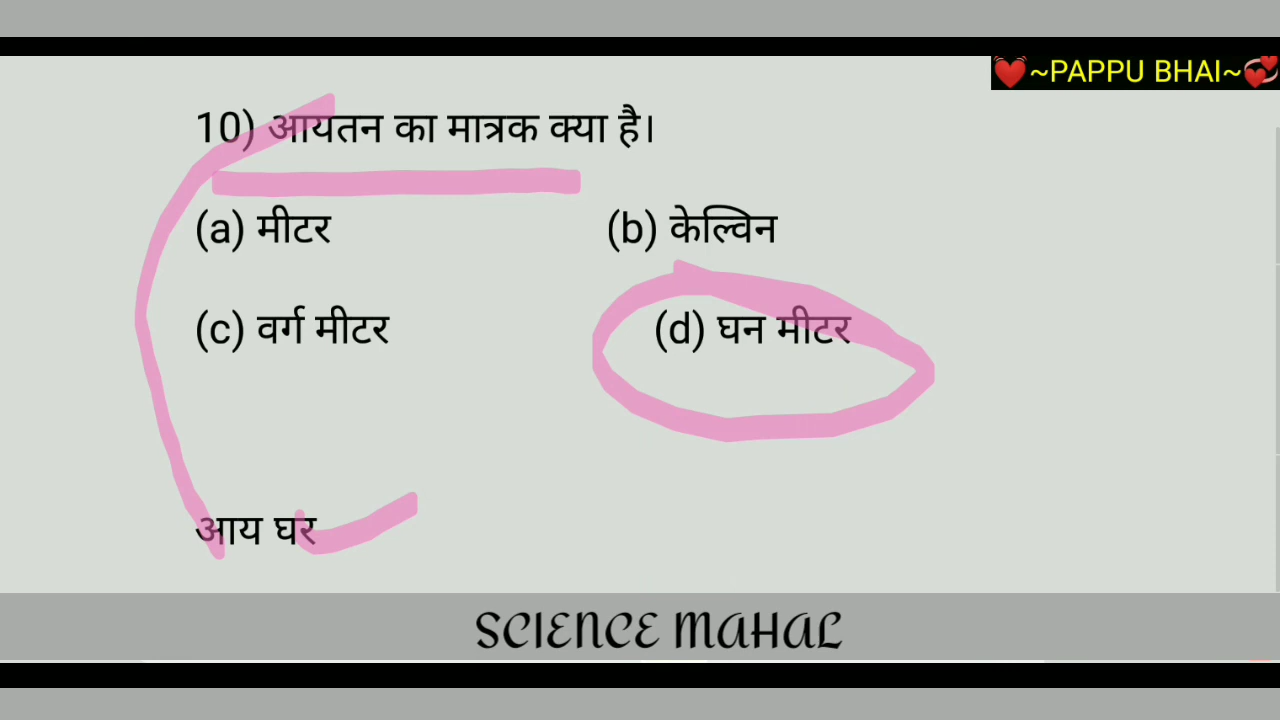 ❤️~PAPPU BHAI~💞
10) आयतन का मात्रक क्या है।
(a) मीटर (b) केल्विन
(c) वर्ग मीटर (d) घन मीटर
आय घर
SCIENCE MAHAL